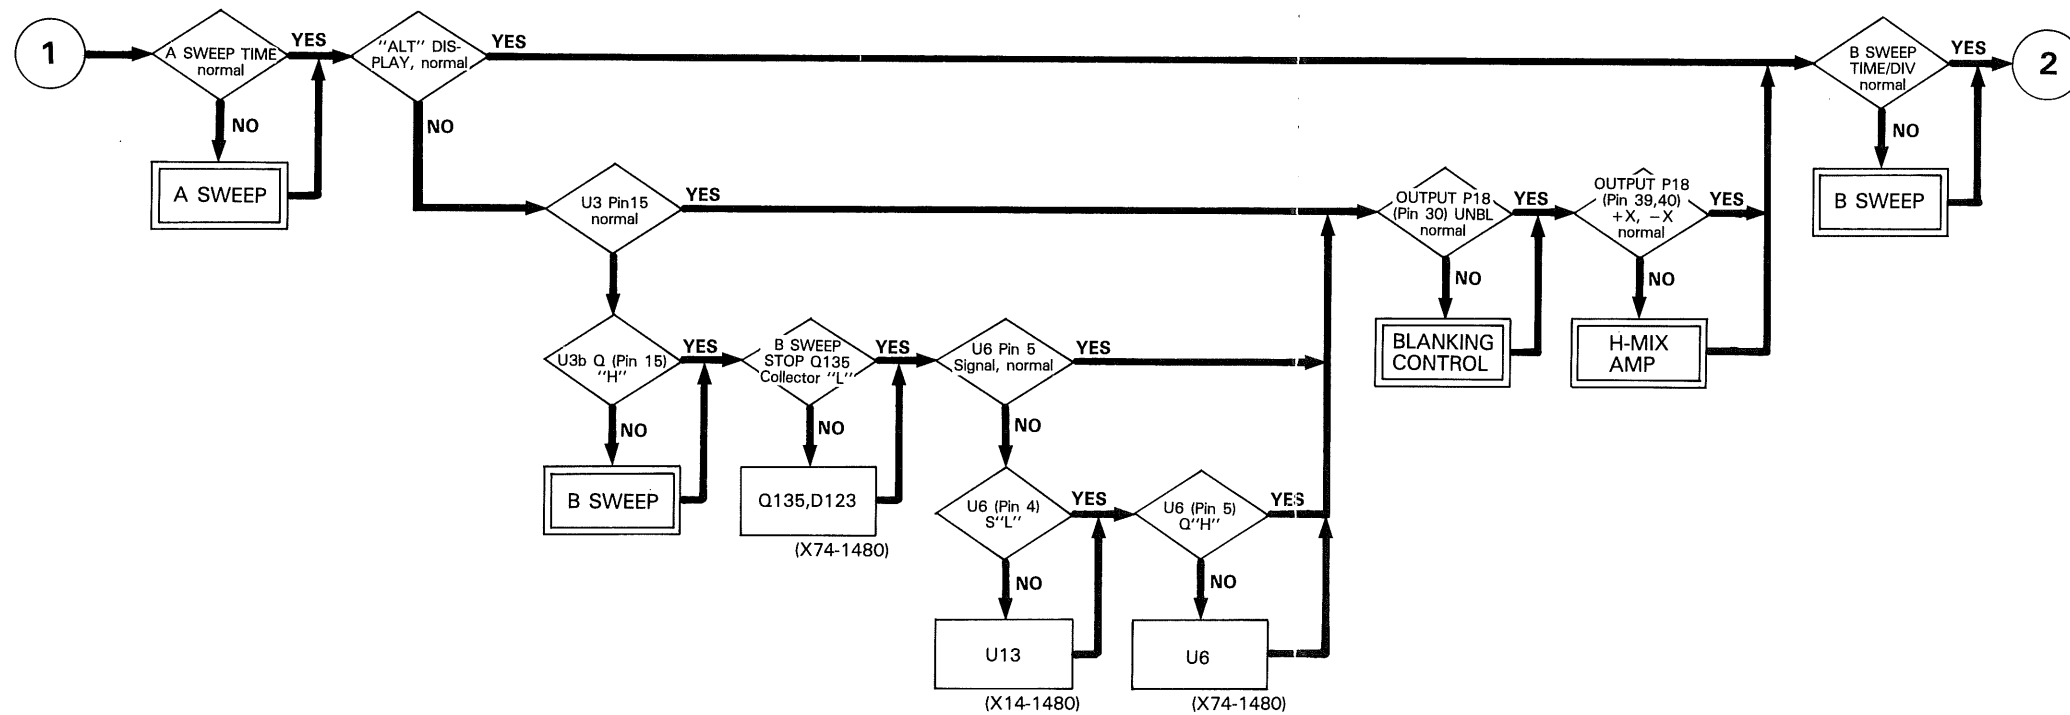 1
A SWEEP TIME
normal
YES
NO
A SWEEP
"ALT" DIS-
PLAY, normal
YES
NO
U3 Pin15
normal
YES
U3b Q (Pin 15)
"H"
YES
NO
B SWEEP
B SWEEP
STOP Q135
Collector "L"
YES
NO
Q135,D123
(X74-1480)
U6 Pin 5
Signal, normal
YES
NO
U6 (Pin 4)
S"L"
YES
NO
U13
(X14-1480)
U6 (Pin 5)
Q"H"
YES
NO
U6
(X74-1480)
OUTPUT P18
(Pin 30) UNBL
normal
YES
NO
BLANKING
CONTROL
OUTPUT P18
(Pin 39,40)
+X, −X
normal
YES
NO
H-MIX
AMP
B SWEEP
TIME/DIV
normal
YES
NO
B SWEEP
2